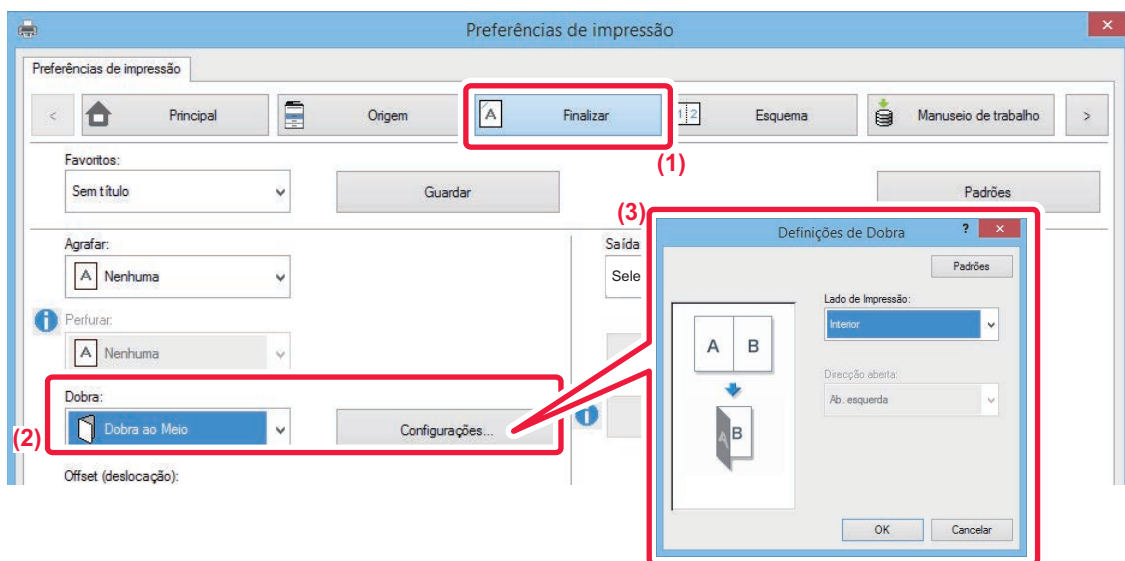 Preferências de impressão
Preferências de impressão
< Principal Origem A Finalizar 1 2 Esquema Manuseio de trabalho >
(1)
Favoritos:
Sem título Guardar Padrões
(3)
Agrafar:
A Nenhuma
Saída
Sele
Perfurar:
A Nenhuma
Dobra:
(2) Dobra ao Meio Configurações...
Offset (deslocação):
Definições de Dobra ?
Padrões
Lado de Impressão:
Interior
Direcção aberta:
Ab. esquerda
A B
A B
OK Cancelar